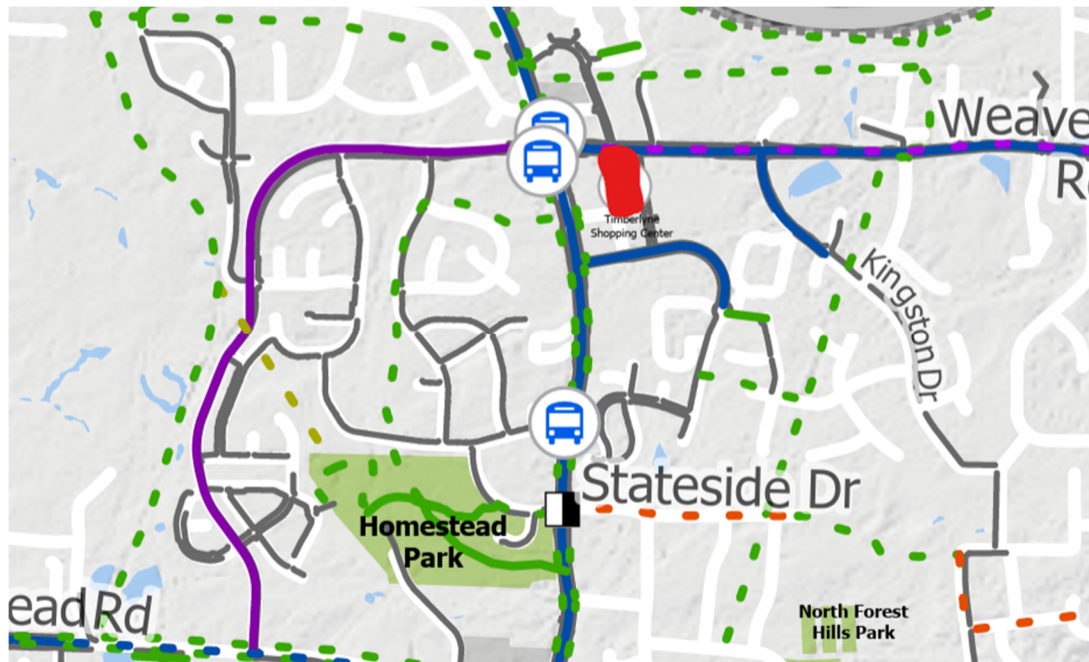 Weave
R
Timberlyne
Shopping Center
Kingston Dr
Stateside Dr
Homestead
Park
ead Rd
North Forest
Hills Park